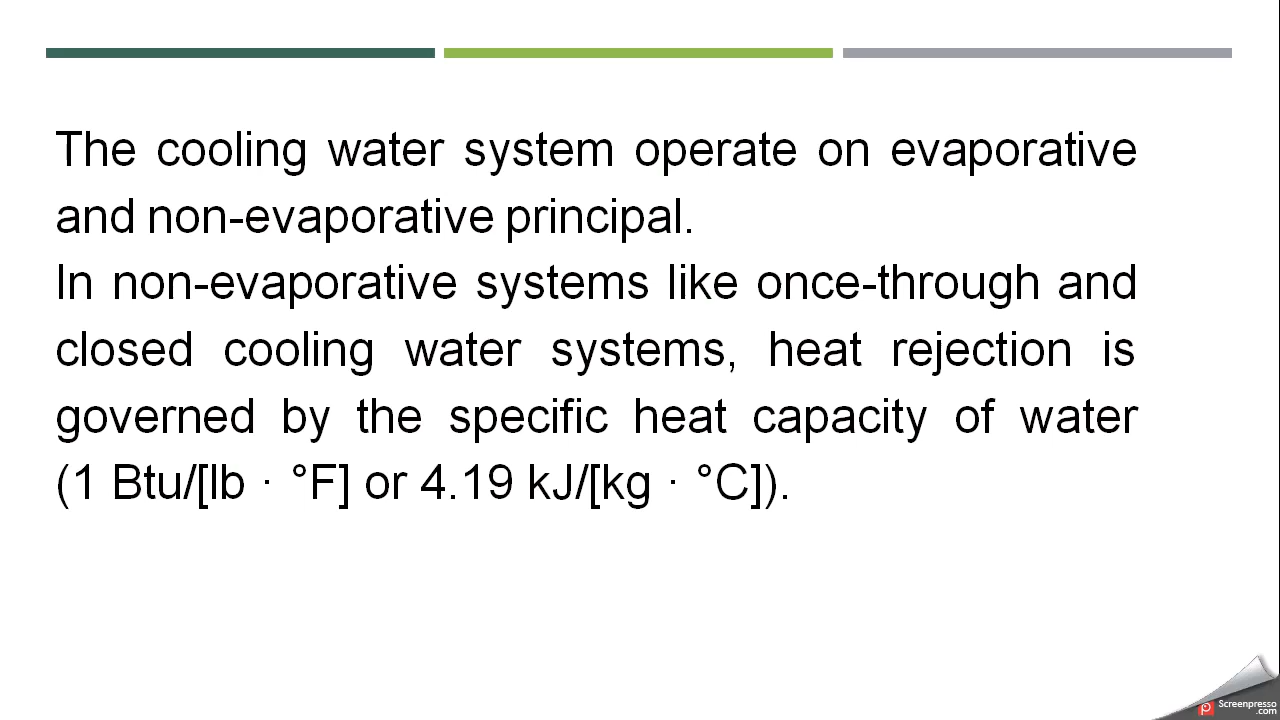 The cooling water system operate on evaporative
and non-evaporative principal.
In non-evaporative systems like once-through and
closed cooling water systems, heat rejection is
governed by the specific heat capacity of water
(1 Btu/[lb · °F] or 4.19 kJ/[kg · °C]).
Screenpresso
.com